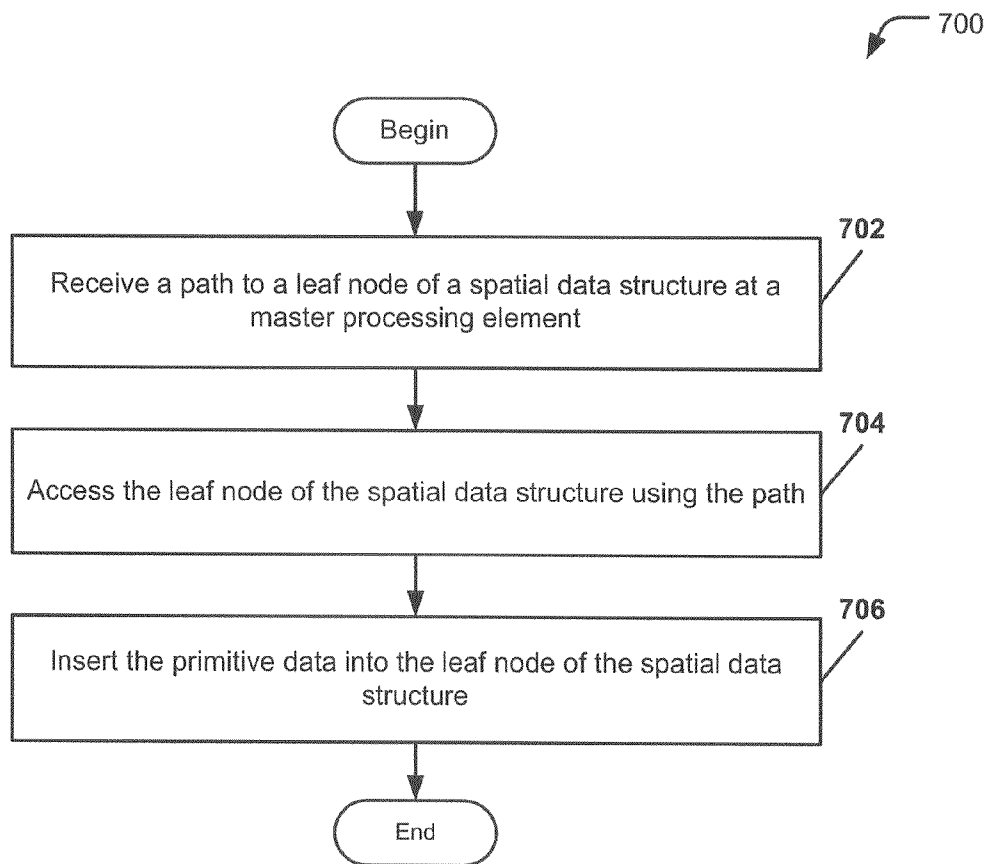 700
Begin
702
Receive a path to a leaf node of a spatial data structure at a
master processing element
704
Access the leaf node of the spatial data structure using the path
706
Insert the primitive data into the leaf node of the spatial data
structure
End